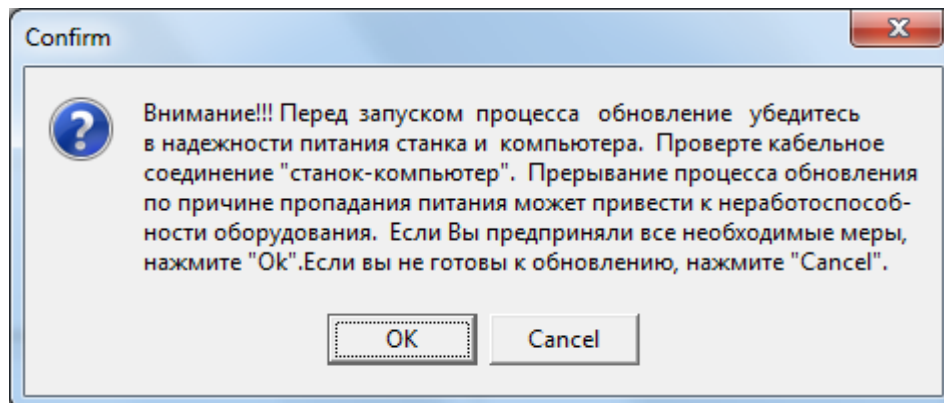 Confirm
Внимание!!! Перед запуском процесса обновление убедитесь
в надежности питания станка и компьютера. Проверте кабельное
соединение "станок-компьютер". Прерывание процесса обновления
по причине пропадания питания может привести к неработоспособ-
ности оборудования. Если Вы предприняли все необходимые меры,
нажмите "Ok".Если вы не готовы к обновлению, нажмите "Cancel".
OK
Cancel